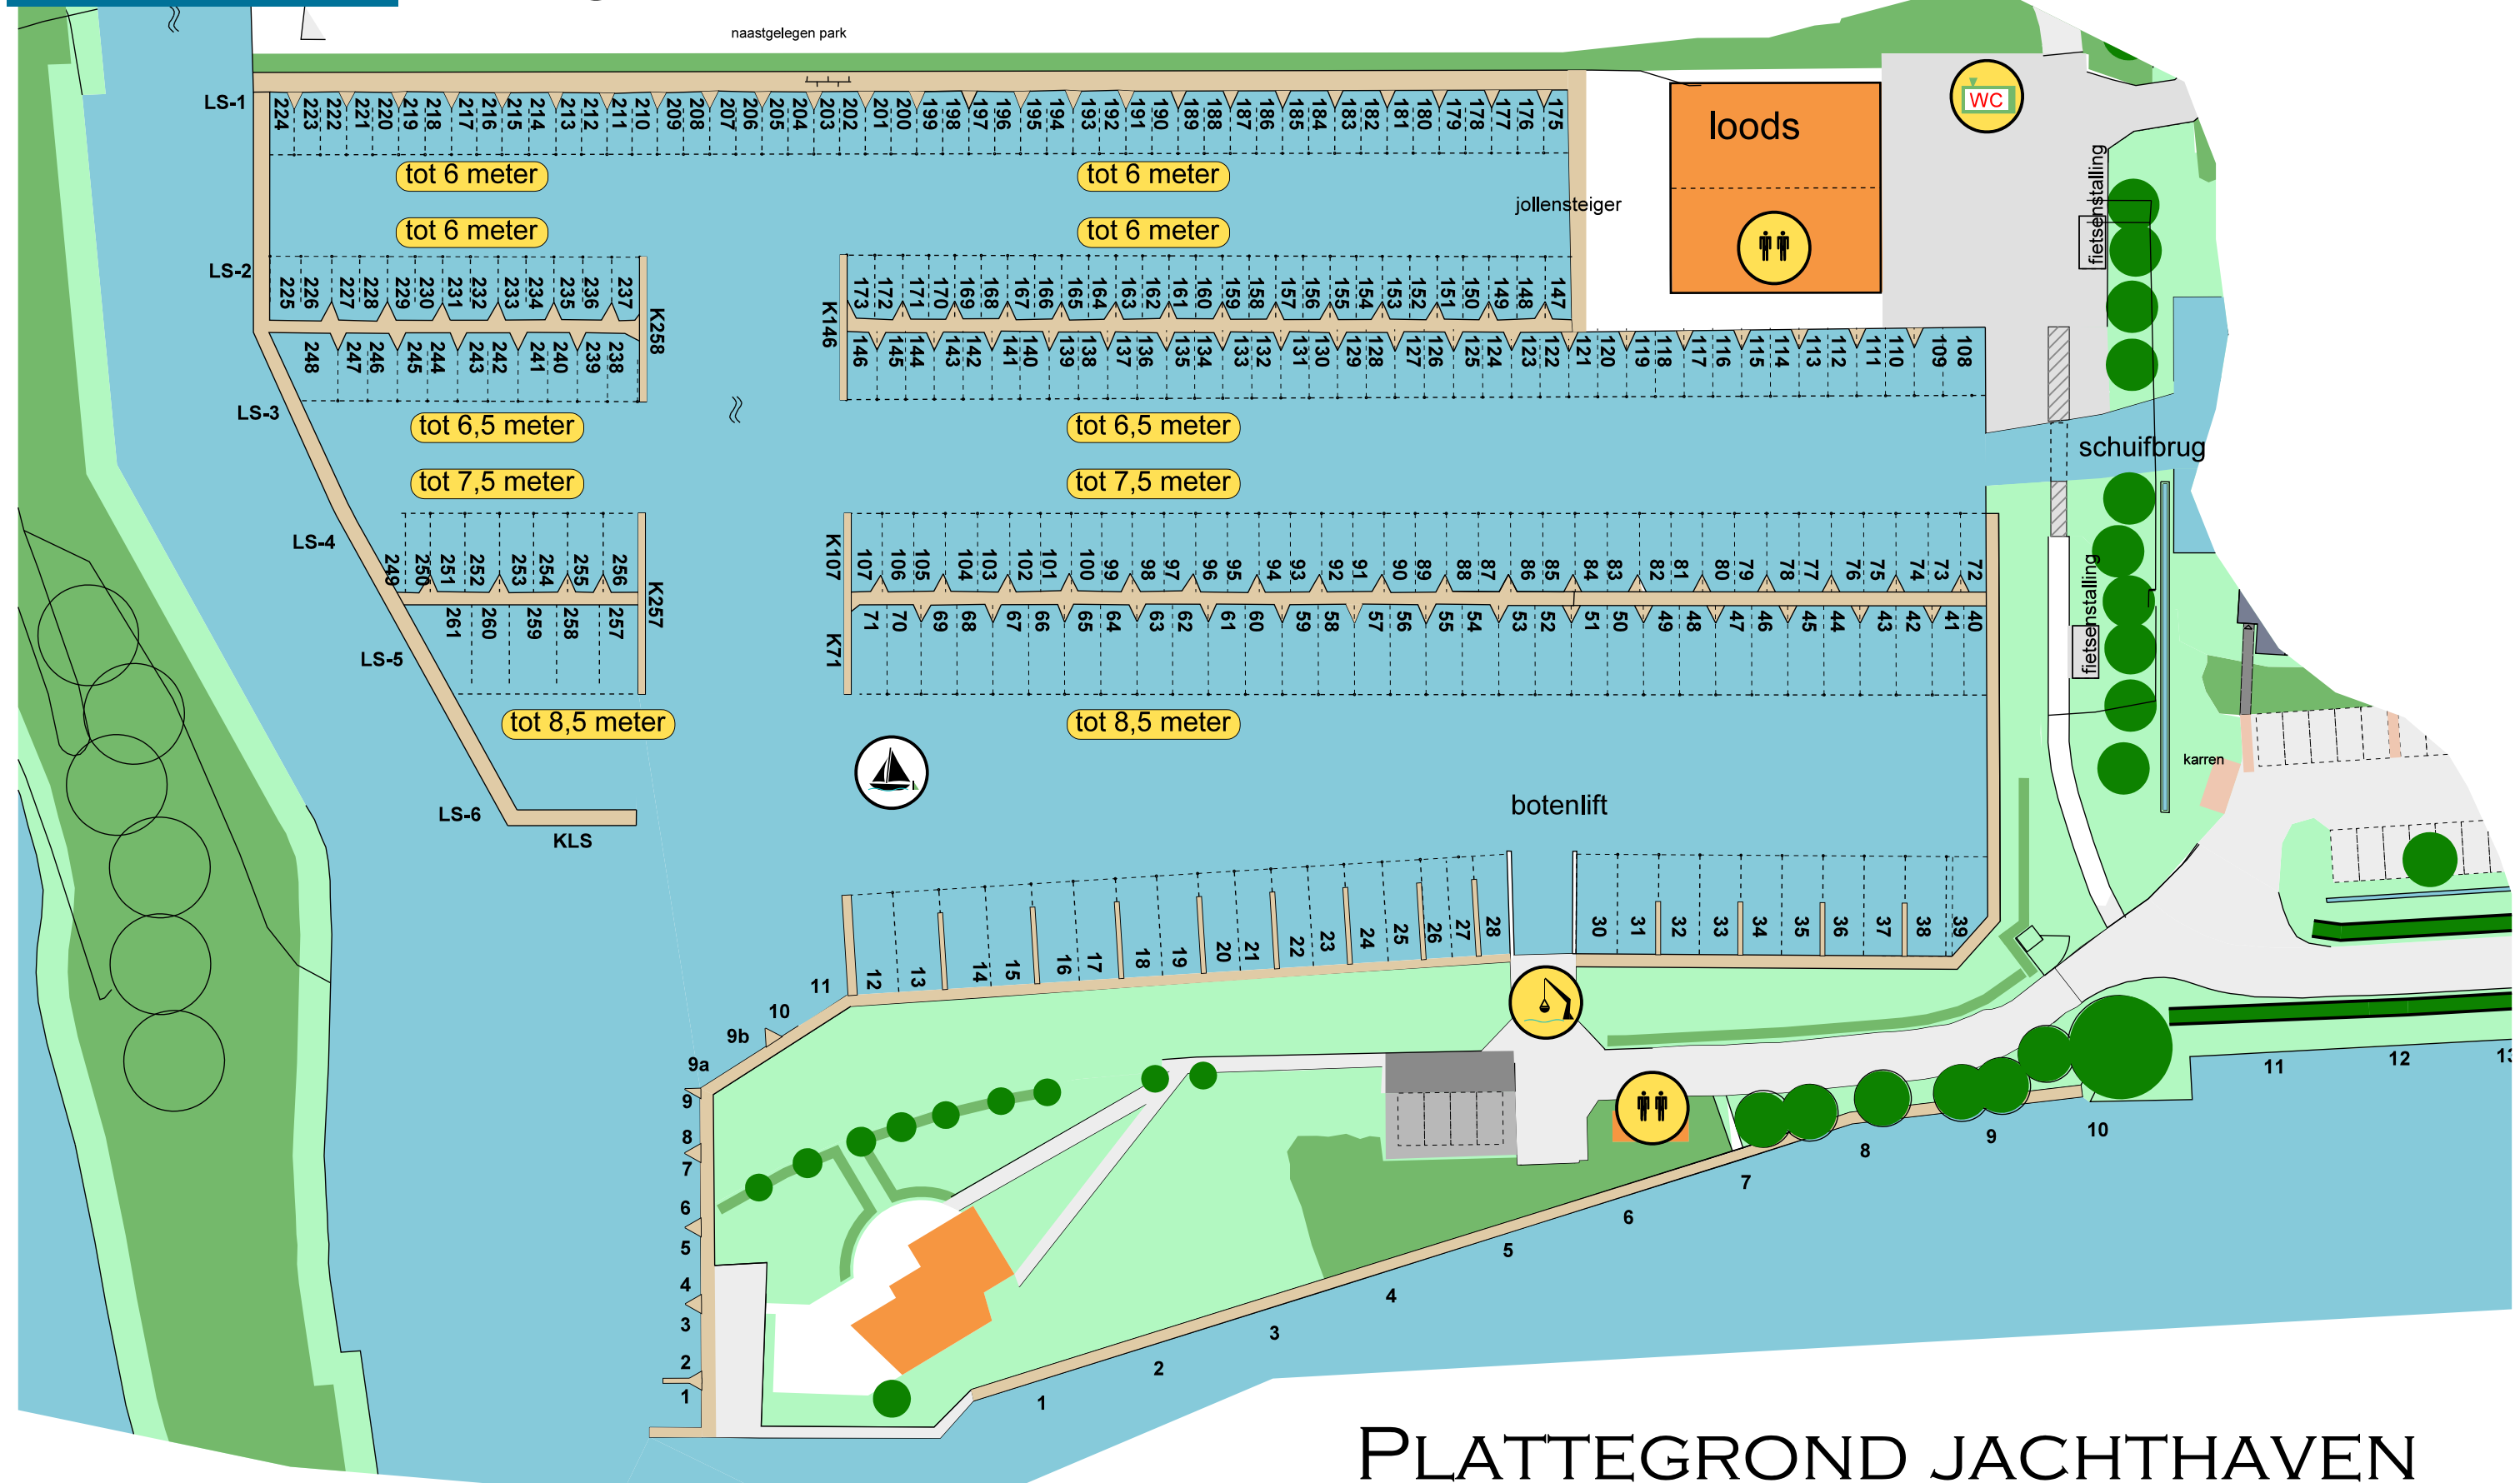 naastgelegen park
LS-1
224 223 222 221 220 219 218 217 216 215 214 213 212 211 210 209 208 207 206 205 204 203 202 201 200 199 198 197 196 195 194 193 192 191 190 189 188 187 186 185 184 183 182 181 180 179 178 177 176 175
loods
WC
fietsenstalling
tot 6 meter
tot 6 meter
jollensteiger
tot 6 meter
tot 6 meter
LS-2
225 226 227 228 229 230 231 232 233 234 235 236 237
K258
K146
173 172 171 170 169 168 167 166 165 164 163 162 161 160 159 158 157 156 155 154 153 152 151 150 149 148 147
248 247 246 245 244 243 242 241 240 239 238
146 145 144 143 142 141 140 139 138 137 136 135 134 133 132 131 130 129 128 127 126 125 124 123 122 121 120 119 118 117 116 115 114 113 112 111 110 109 108
LS-3
tot 6,5 meter
tot 6,5 meter
schuifbrug
tot 7,5 meter
tot 7,5 meter
LS-4
249 250 251 252 253 254 255 256
K257
K107
107 106 105 104 103 102 101 100 99 98 97 96 95 94 93 92 91 90 89 88 87 86 85 84 83 82 81 80 79 78 77 76 75 74 73 72
fietsenstalling
261 260 259 258 257
K71
71 70 69 68 67 66 65 64 63 62 61 60 59 58 57 56 55 54 53 52 51 50 49 48 47 46 45 44 43 42 41 40
LS-5
tot 8,5 meter
tot 8,5 meter
karren
LS-6
KLS
botenlift
11
12 13 14 15 16 17 18 19 20 21 22 23 24 25 26 27 28
30 31 32 33 34 35 36 37 38 39
10
9b
9a
9
8
7
6
5
4
3
2
1
1
2
3
4
5
6
7
8
9
10
11
12
PLATTEGROND JACHTHAVEN